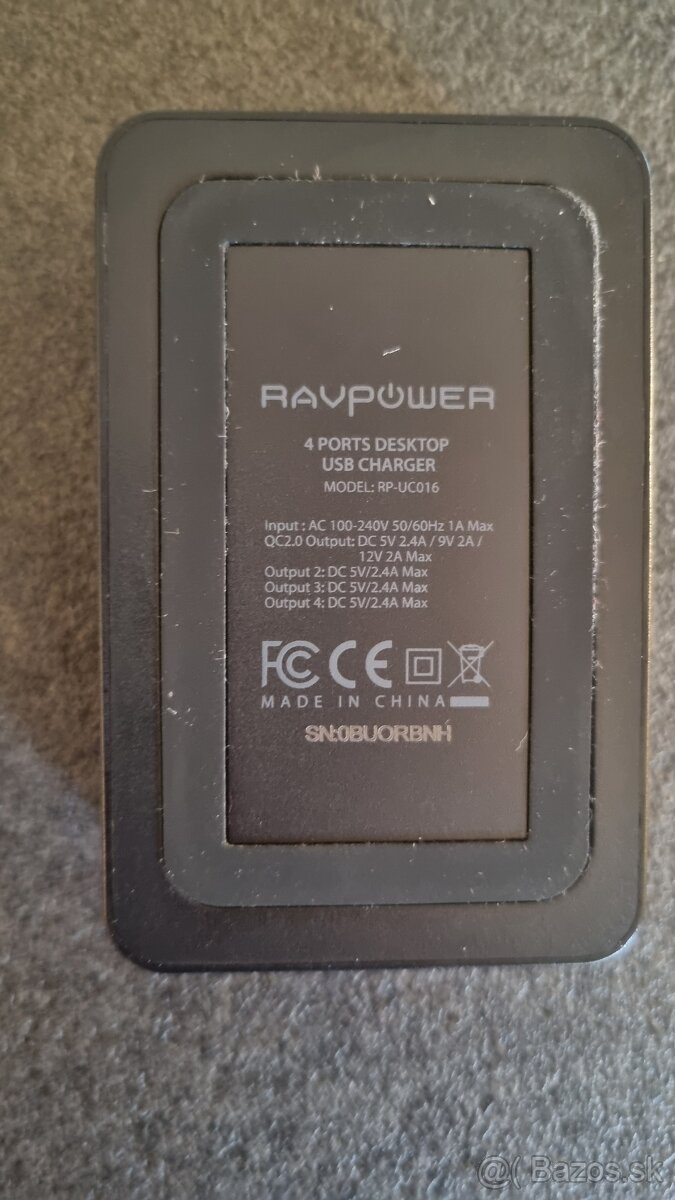 RAVPOWER
4 PORTS DESKTOP
USB CHARGER
MODEL: RP-UC016
Input : AC 100-240V 50/60Hz 1A Max
QC2.0 Output: DC 5V 2.4A / 9V 2A /
12V 2A Max
Output 2: DC 5V/2.4A Max
Output 3: DC 5V/2.4A Max
Output 4: DC 5V/2.4A Max
FC CE
MADE IN CHINA
SN:0BUORBNH
@( Bazos.sk